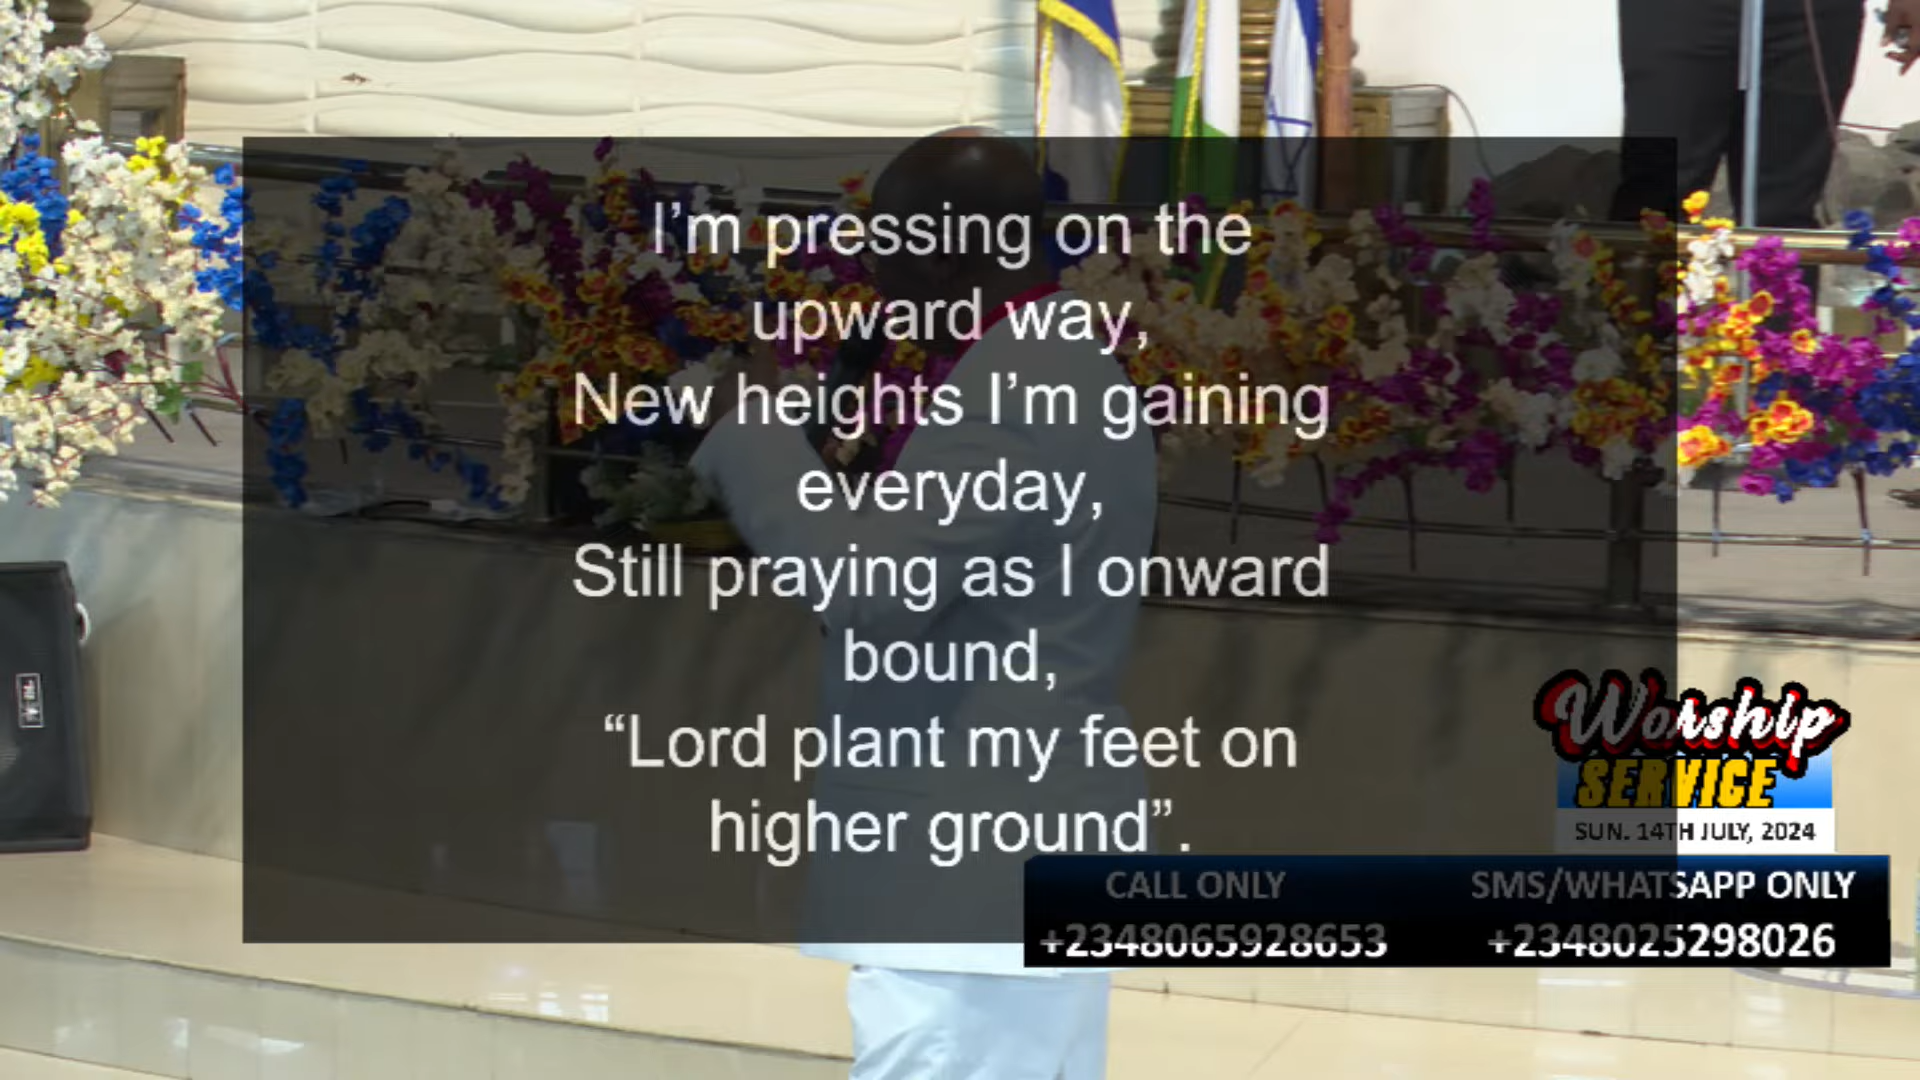 I’m pressing on the
upward way,
New heights I’m gaining
everyday,
Still praying as I onward
bound,
“Lord plant my feet on
higher ground”.
Worship
SERVICE
SUN. 14TH JULY, 2024
CALL ONLY
+2348065928653
SMS/WHATSAPP ONLY
+2348025298026